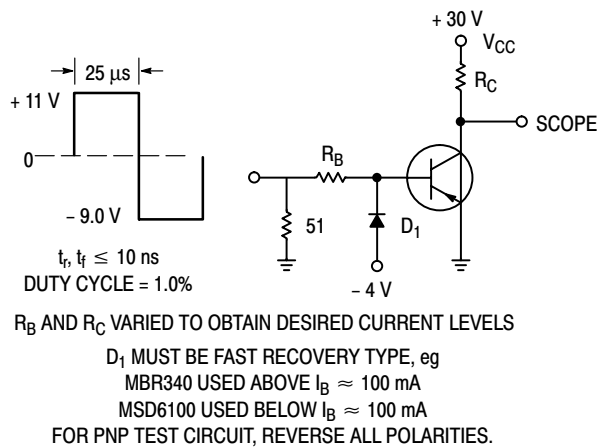 + 30 V
V_CC
R_C
SCOPE
25 μs
+ 11 V
0
– 9.0 V
R_B
51
D_1
– 4 V
t_r, t_f ≤ 10 ns
DUTY CYCLE = 1.0%
R_B AND R_C VARIED TO OBTAIN DESIRED CURRENT LEVELS
D_1 MUST BE FAST RECOVERY TYPE, eg
MBR340 USED ABOVE I_B ≈ 100 mA
MSD6100 USED BELOW I_B ≈ 100 mA
FOR PNP TEST CIRCUIT, REVERSE ALL POLARITIES.